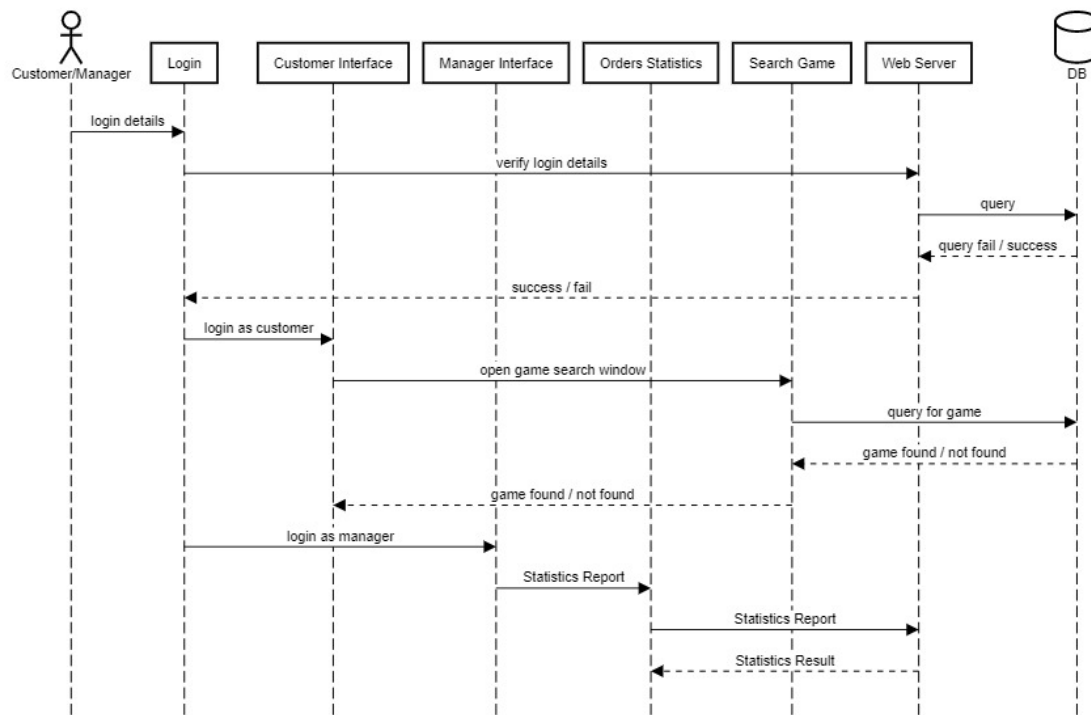 Customer/Manager
Login
Customer Interface
Manager Interface
Orders Statistics
Search Game
Web Server
DB
login details
verify login details
query
query fail / success
success / fail
login as customer
open game search window
query for game
game found / not found
game found / not found
login as manager
Statistics Report
Statistics Report
Statistics Result